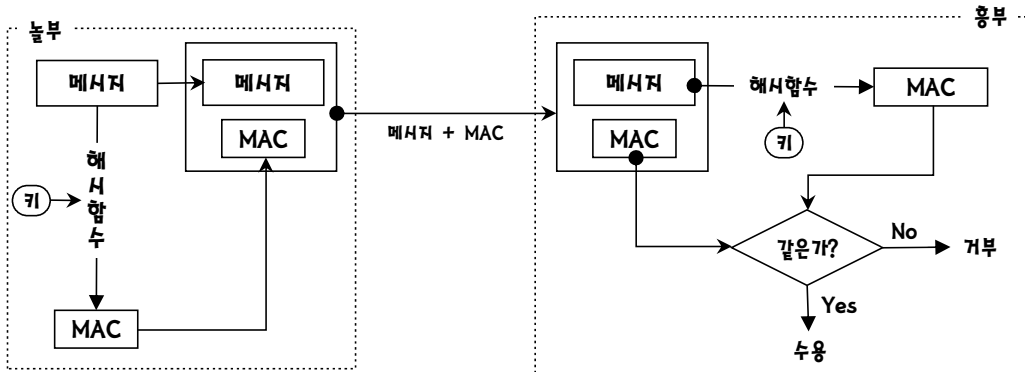 놀부
메시지
메시지
MAC
해시함수
키
MAC
메시지 + MAC
흥부
메시지
MAC
해시함수
키
MAC
같은가?
No
거부
Yes
수용